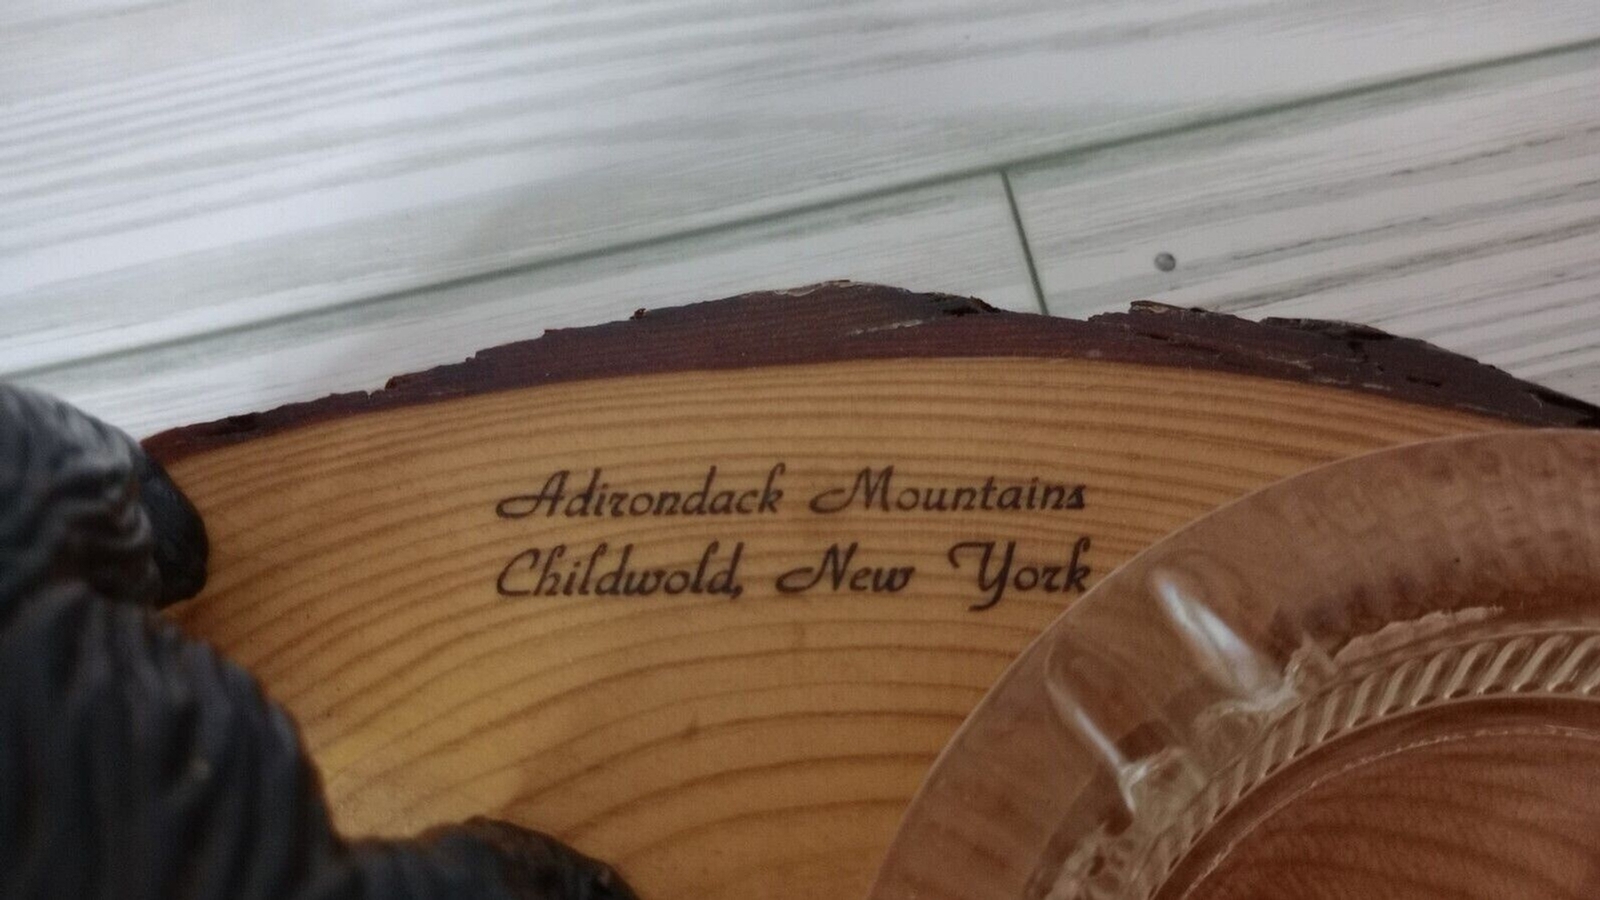 Adirondack Mountains
Childwold, New York